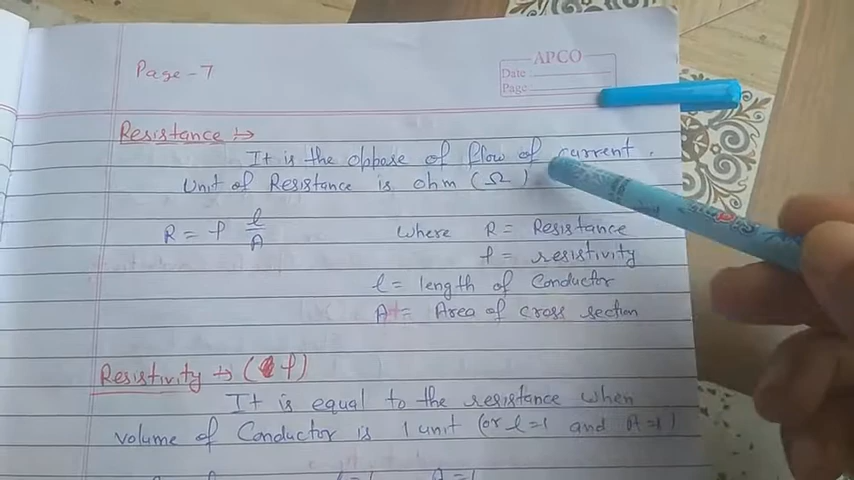 Page-7
APCO
Date
Page
Resistance :→
It is the oppose of flow of current.
Unit of Resistance is ohm (Ω).
R = ρ l/A
where R = Resistance
ρ = resistivity
l = length of Conductor
A = Area of cross section
Resistivity → (ρ)
It is equal to the resistance when
volume of Conductor is 1 unit (or l=1 and A=1)
l=1 A=1